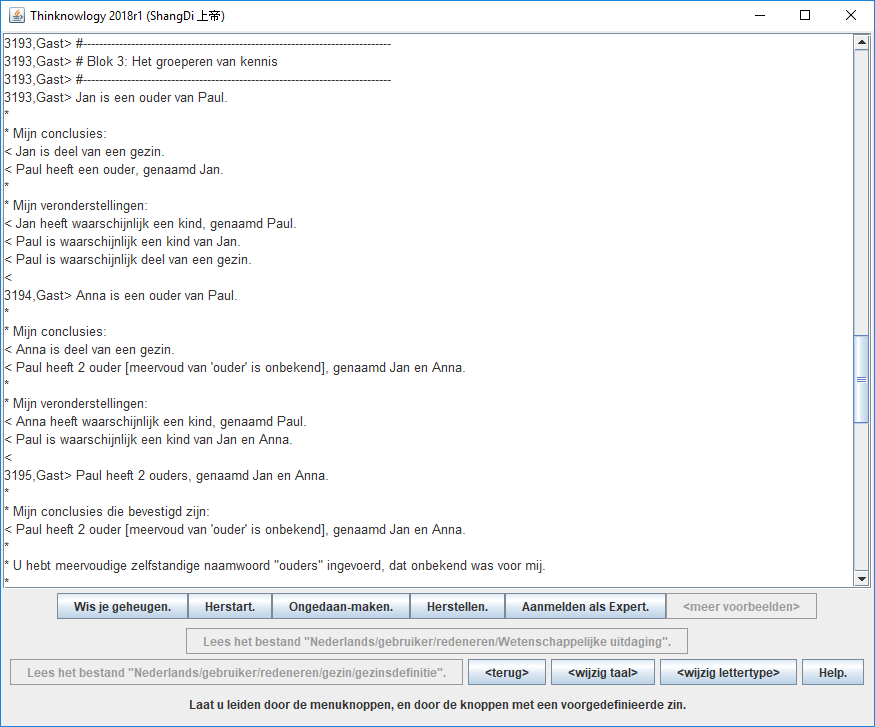 Thinknowlogy 2018r1 (ShangDi 上帝)
3193,Gast> #-----------------------------------------------------------------------------
3193,Gast> # Blok 3: Het groeperen van kennis
3193,Gast> #-----------------------------------------------------------------------------
3193,Gast> Jan is een ouder van Paul.
*
* Mijn conclusies:
< Jan is deel van een gezin.
< Paul heeft een ouder, genaamd Jan.
*
* Mijn veronderstellingen:
< Jan heeft waarschijnlijk een kind, genaamd Paul.
< Paul is waarschijnlijk een kind van Jan.
< Paul is waarschijnlijk deel van een gezin.
<
3194,Gast> Anna is een ouder van Paul.
*
* Mijn conclusies:
< Anna is deel van een gezin.
< Paul heeft 2 ouder [meervoud van 'ouder' is onbekend], genaamd Jan en Anna.
*
* Mijn veronderstellingen:
< Anna heeft waarschijnlijk een kind, genaamd Paul.
< Paul is waarschijnlijk een kind van Jan en Anna.
<
3195,Gast> Paul heeft 2 ouders, genaamd Jan en Anna.
*
* Mijn conclusies die bevestigd zijn:
< Paul heeft 2 ouder [meervoud van 'ouder' is onbekend], genaamd Jan en Anna.
*
* U hebt meervoudige zelfstandige naamwoord "ouders" ingevoerd, dat onbekend was voor mij.
*
Wis je geheugen. Herstart. Ongedaan-maken. Herstellen. Aanmelden als Expert. <meer voorbeelden>
Lees het bestand "Nederlands/gebruiker/redeneren/Wetenschappelijke uitdaging".
Lees het bestand "Nederlands/gebruiker/redeneren/gezin/gezinsdefinitie". <terug> <wijzig taal> <wijzig lettertype> Help.
Laat u leiden door de menuknoppen, en door de knoppen met een voorgedefinieerde zin.